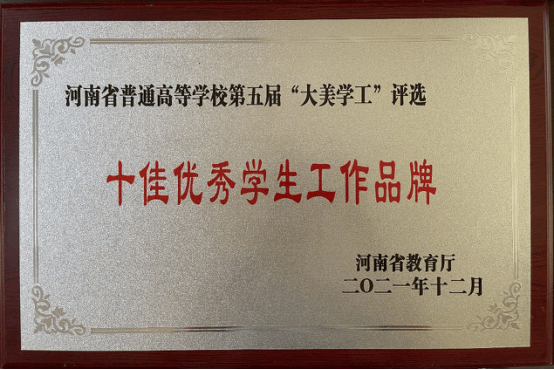 河南省普通高等学校第五届“大美学工”评选
十佳优秀学生工作品牌
河南省教育厅
二〇二一年十二月